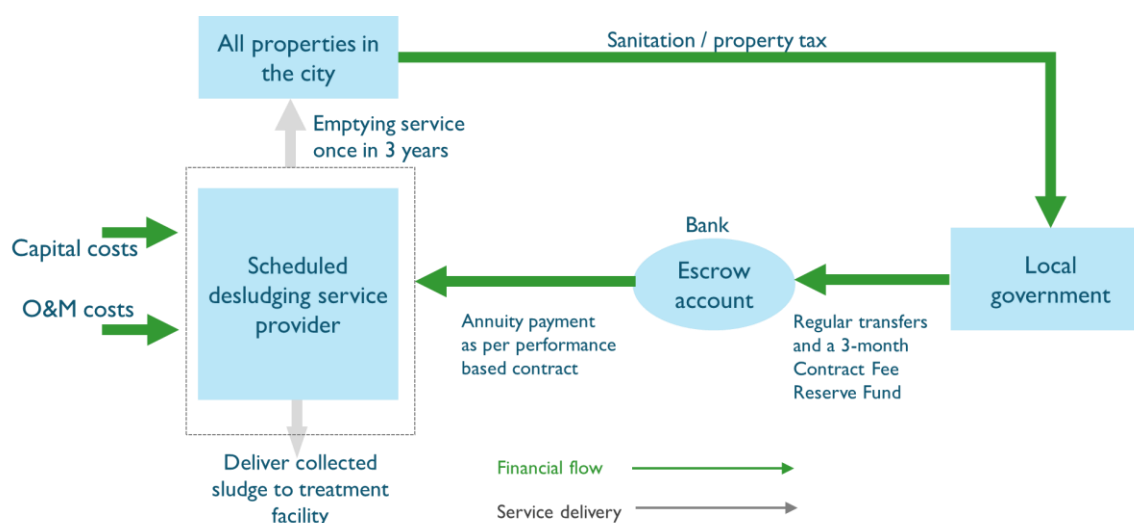 All properties in
the city
Sanitation / property tax
Emptying service
once in 3 years
Capital costs
O&M costs
Scheduled
desludging service
provider
Bank
Escrow
account
Local
government
Annuity payment
as per performance
based contract
Regular transfers
and a 3-month
Contract Fee
Reserve Fund
Deliver collected
sludge to treatment
facility
Financial flow
Service delivery